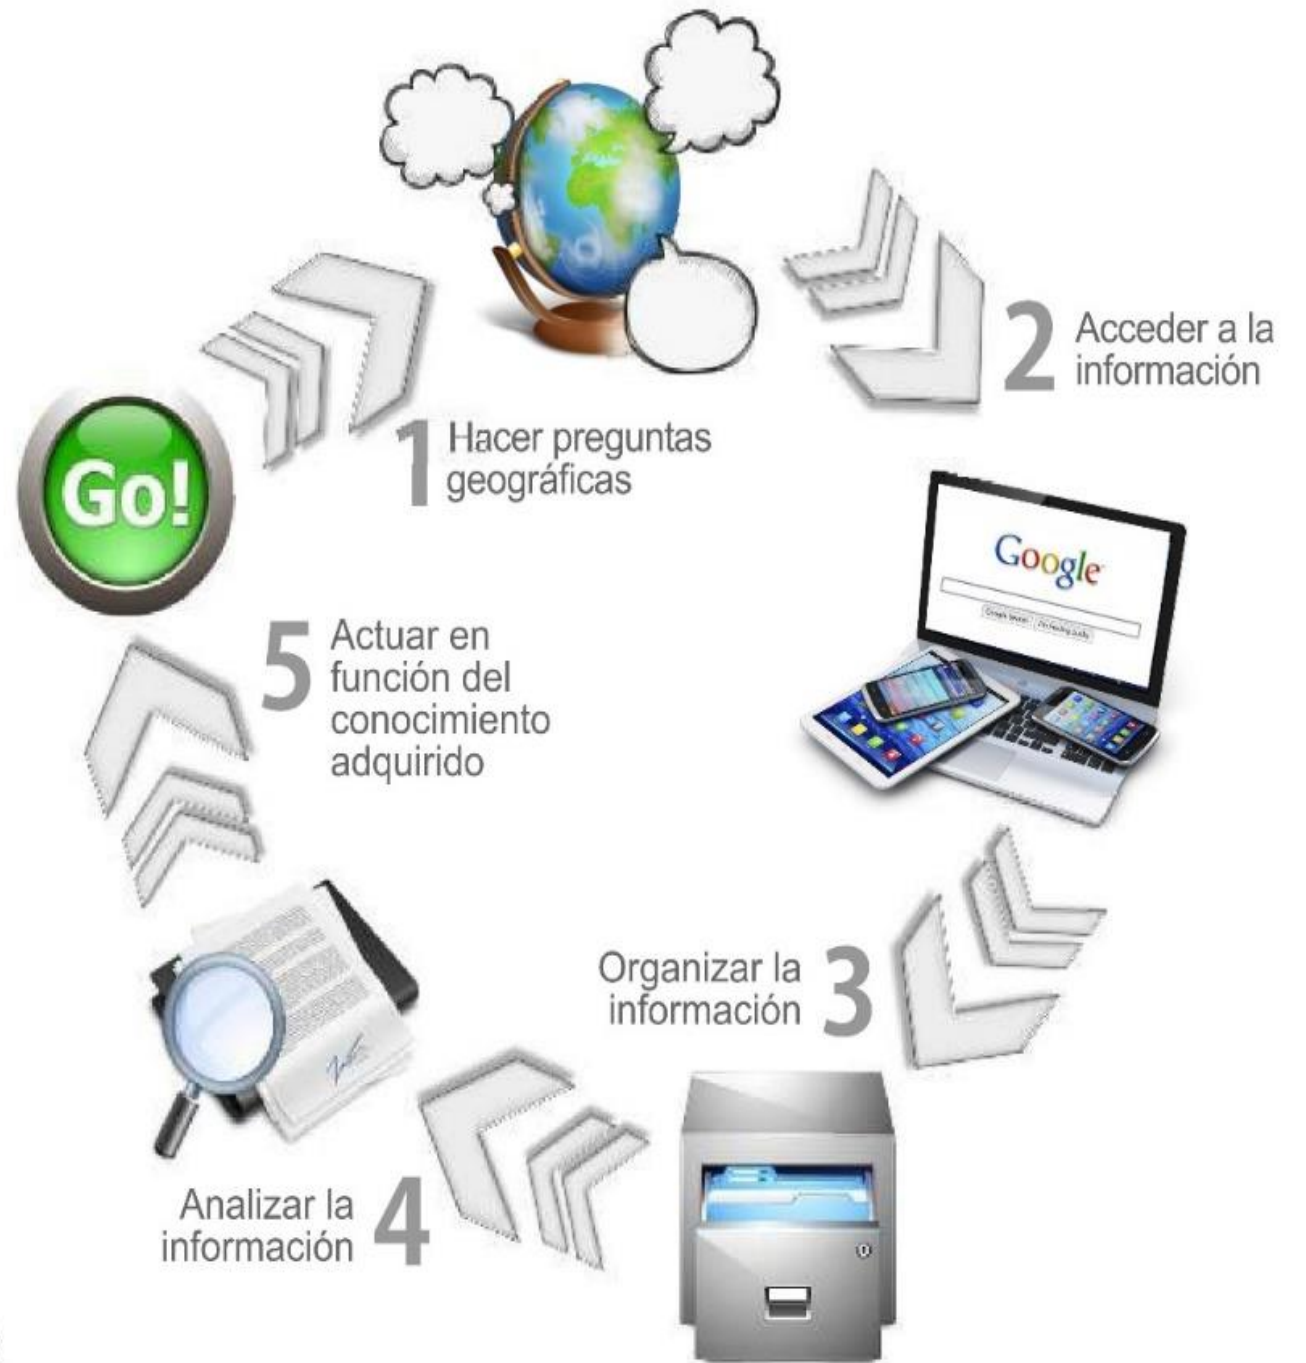 Go!
1
Hacer preguntas
geográficas
2
Acceder a la
información
Google
3
Organizar la
información
4
Analizar la
información
5
Actuar en
función del
conocimiento
adquirido